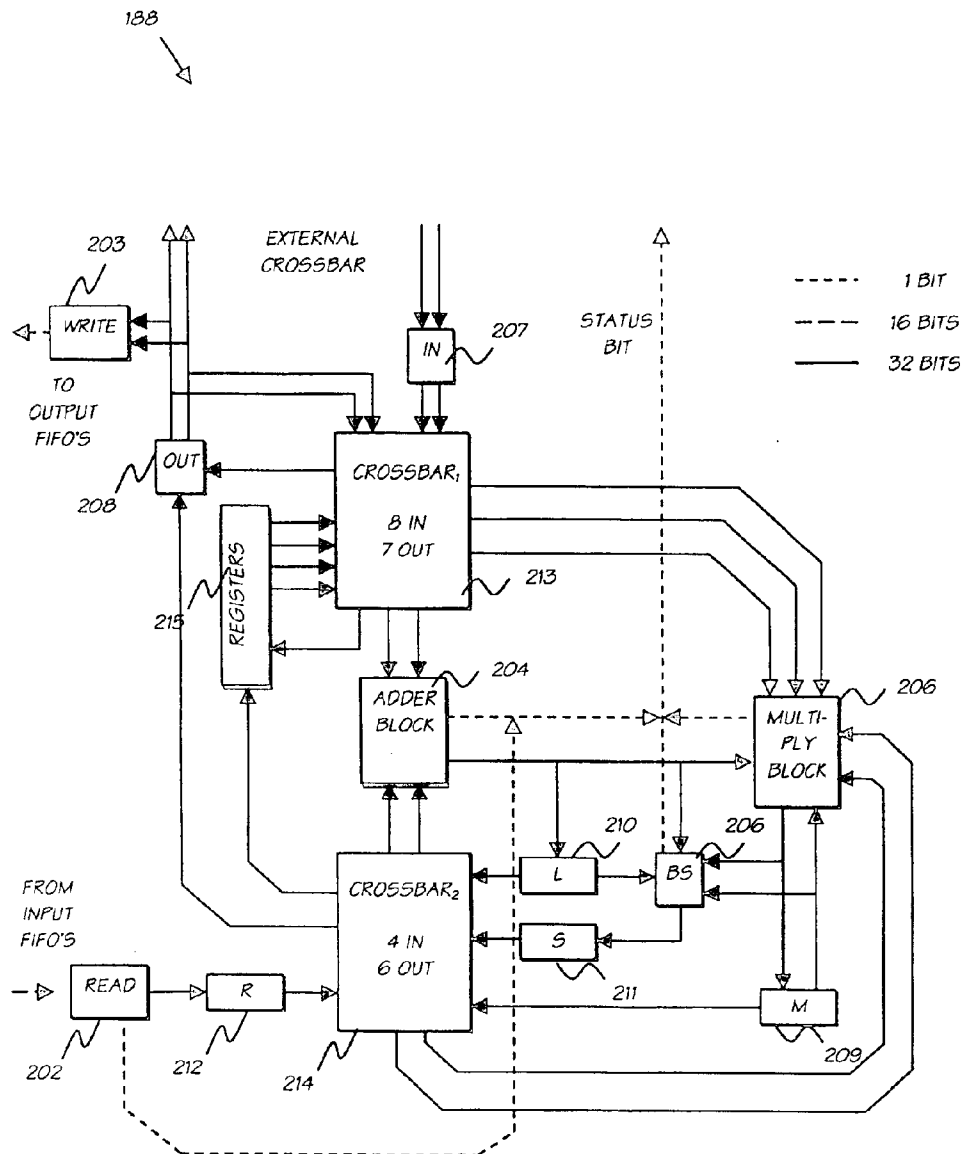 188
203
WRITE
TO
OUTPUT
FIFO'S
EXTERNAL
CROSSBAR
IN
207
STATUS
BIT
1 BIT
16 BITS
32 BITS
OUT
208
CROSSBAR1
8 IN
7 OUT
213
REGISTERS
215
204
ADDER
BLOCK
206
MULTI-
PLY
BLOCK
210
L
206
BS
CROSSBAR2
4 IN
6 OUT
S
211
FROM
INPUT
FIFO'S
READ
202
R
212
214
M
209